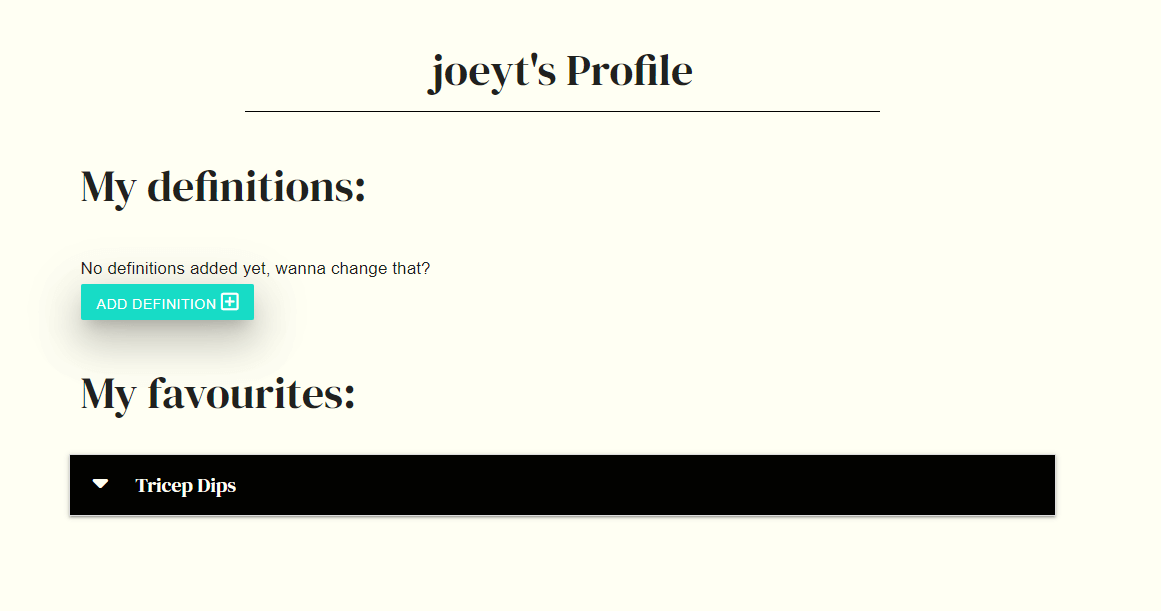 joeyt's Profile
My definitions:
No definitions added yet, wanna change that?
ADD DEFINITION
My favourites:
Tricep Dips